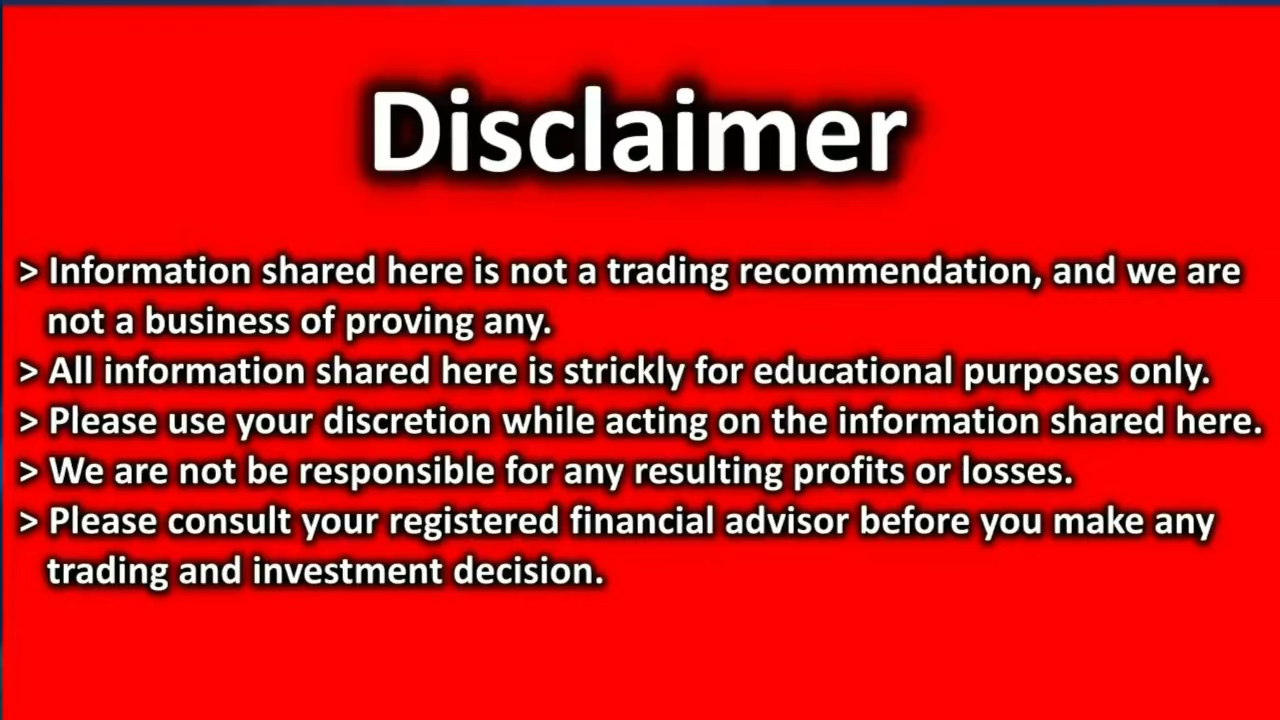 Disclaimer
> Information shared here is not a trading recommendation, and we are
not a business of proving any.
> All information shared here is strickly for educational purposes only.
> Please use your discretion while acting on the information shared here.
> We are not be responsible for any resulting profits or losses.
> Please consult your registered financial advisor before you make any
trading and investment decision.